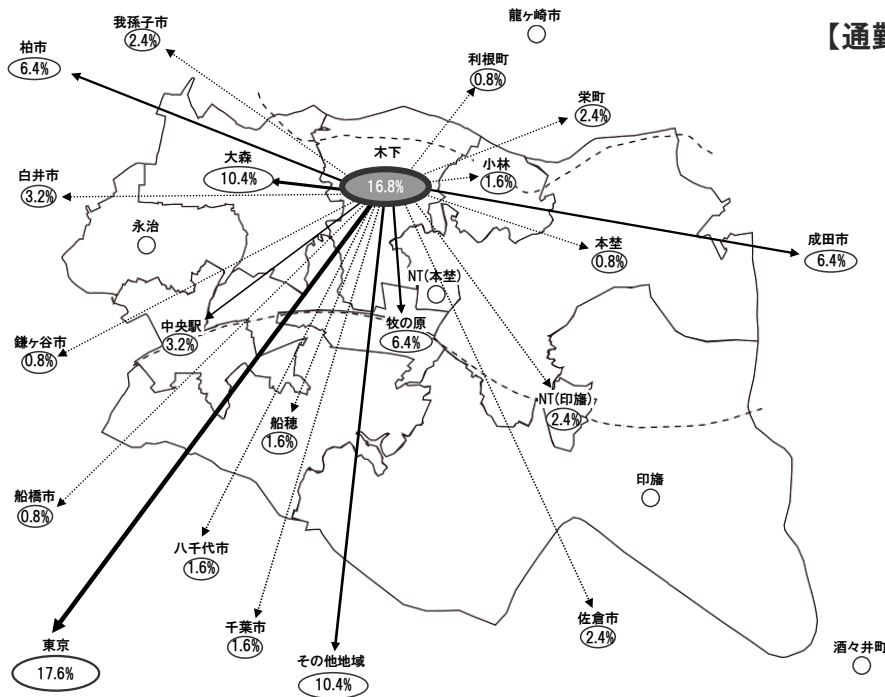 龍ケ崎市
【通勤
我孫子市
2.4%
柏市
6.4%
利根町
0.8%
栄町
2.4%
木下
16.8%
大森
10.4%
小林
1.6%
白井市
3.2%
永治
本埜
0.8%
成田市
6.4%
NT(本埜)
牧の原
6.4%
中央駅
3.2%
鎌ヶ谷市
0.8%
NT(印旛)
2.4%
船穂
1.6%
印旛
船橋市
0.8%
八千代市
1.6%
千葉市
1.6%
佐倉市
2.4%
東京
17.6%
その他地域
10.4%
酒々井町